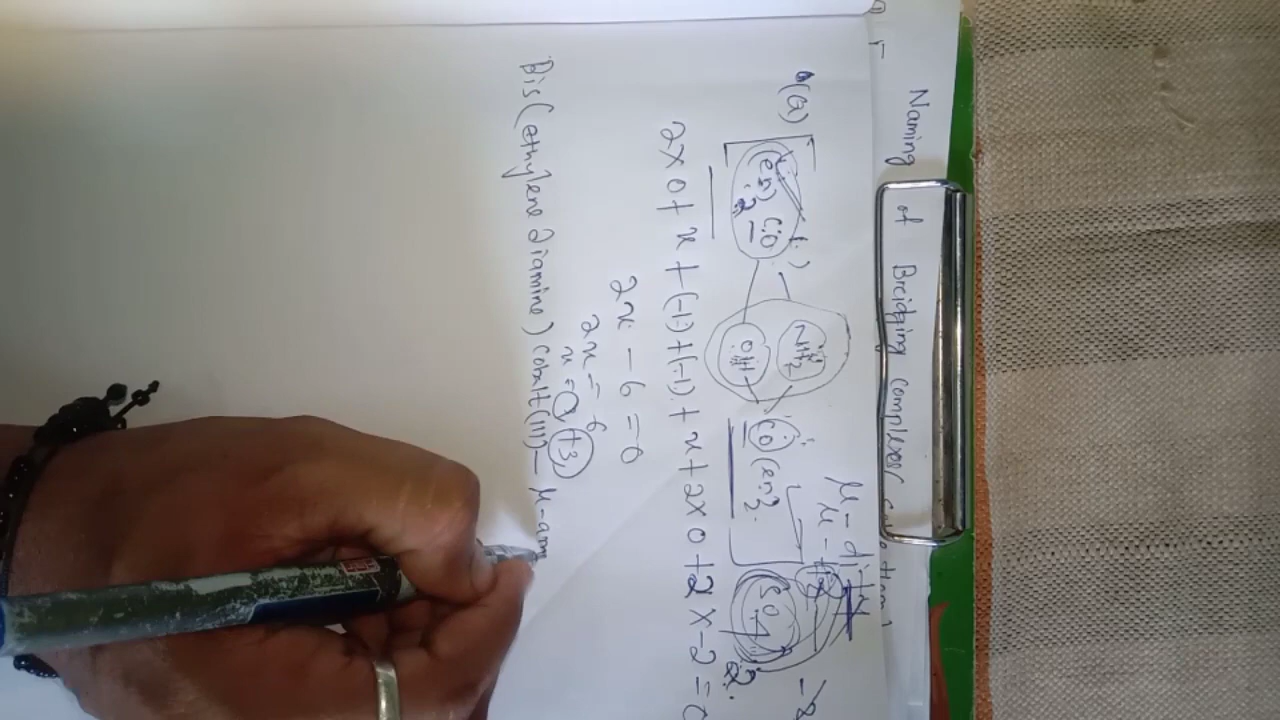 Naming of Bridging complexes
(a) [(en)2 Co NH2 OH Co (en)2] (SO4)2
μ - di
2×0+x+(-1)+(-1)+x+2×0+2×-2=0
2x-6=0
2x=6
x=+3
Bis(ethylene diamine) cobalt(III)-μ-am